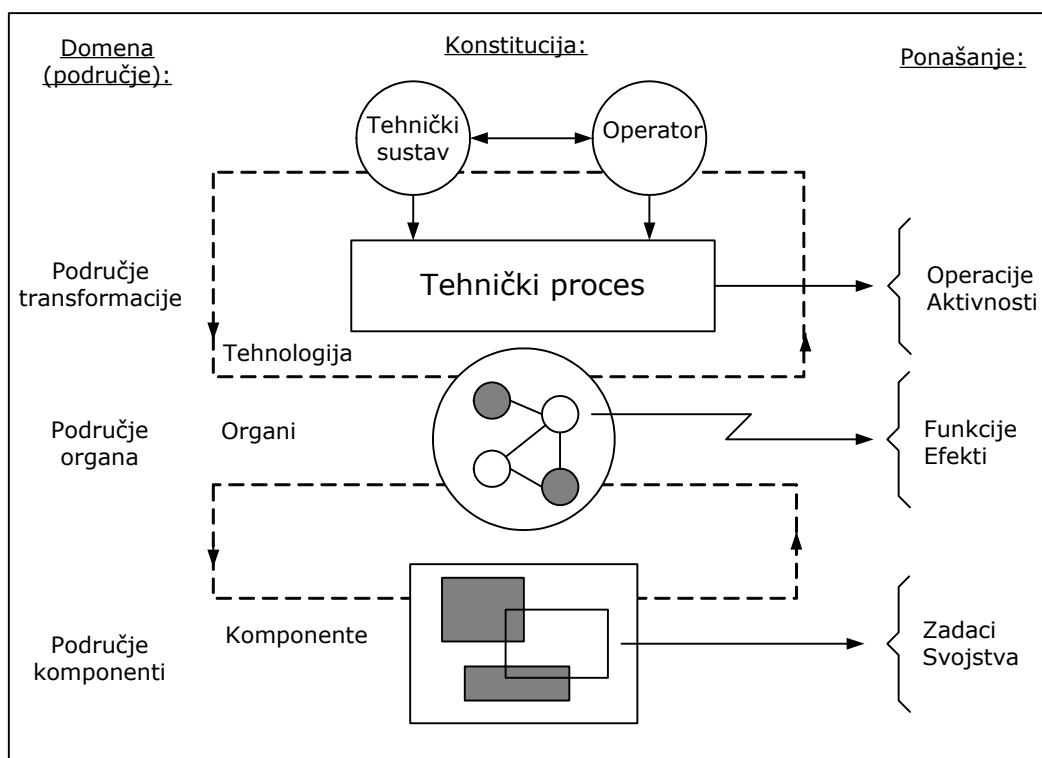 Domena
(područje):
Konstitucija:
Ponašanje:
Tehnički
sustav
Operator
Područje
transformacije
Tehnički proces
Operacije
Aktivnosti
Tehnologija
Područje
organa
Organi
Funkcije
Efekti
Komponente
Područje
komponenti
Zadaci
Svojstva